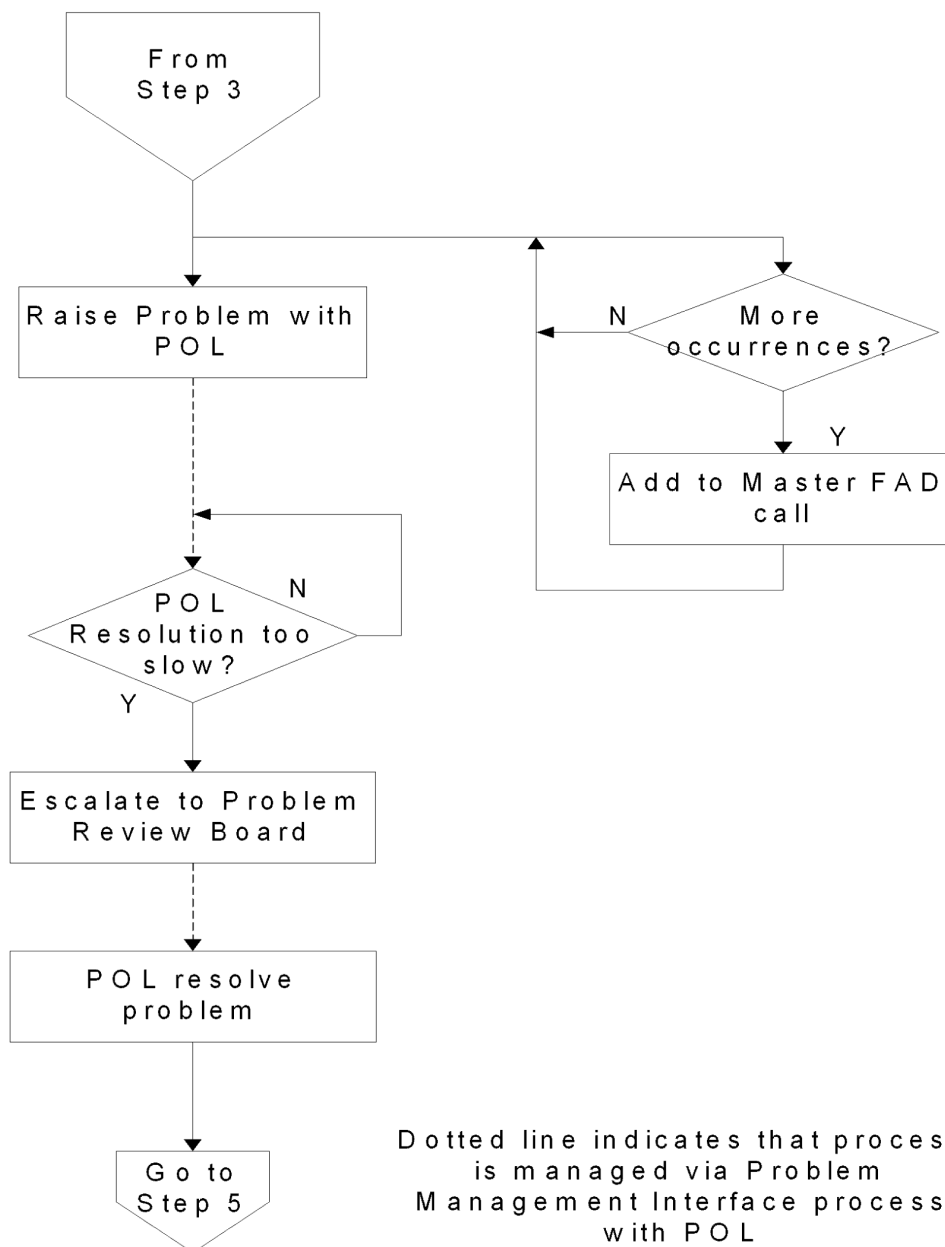 From
Step 3
Raise Problem with
POL
N
More
occurrences?
Y
Add to Master FAD
call
POL
Resolution too
slow?
N
Y
Escalate to Problem
Review Board
POL resolve
problem
Go to
Step 5
Dotted line indicates that proces
is managed via Problem
Management Interface process
with POL